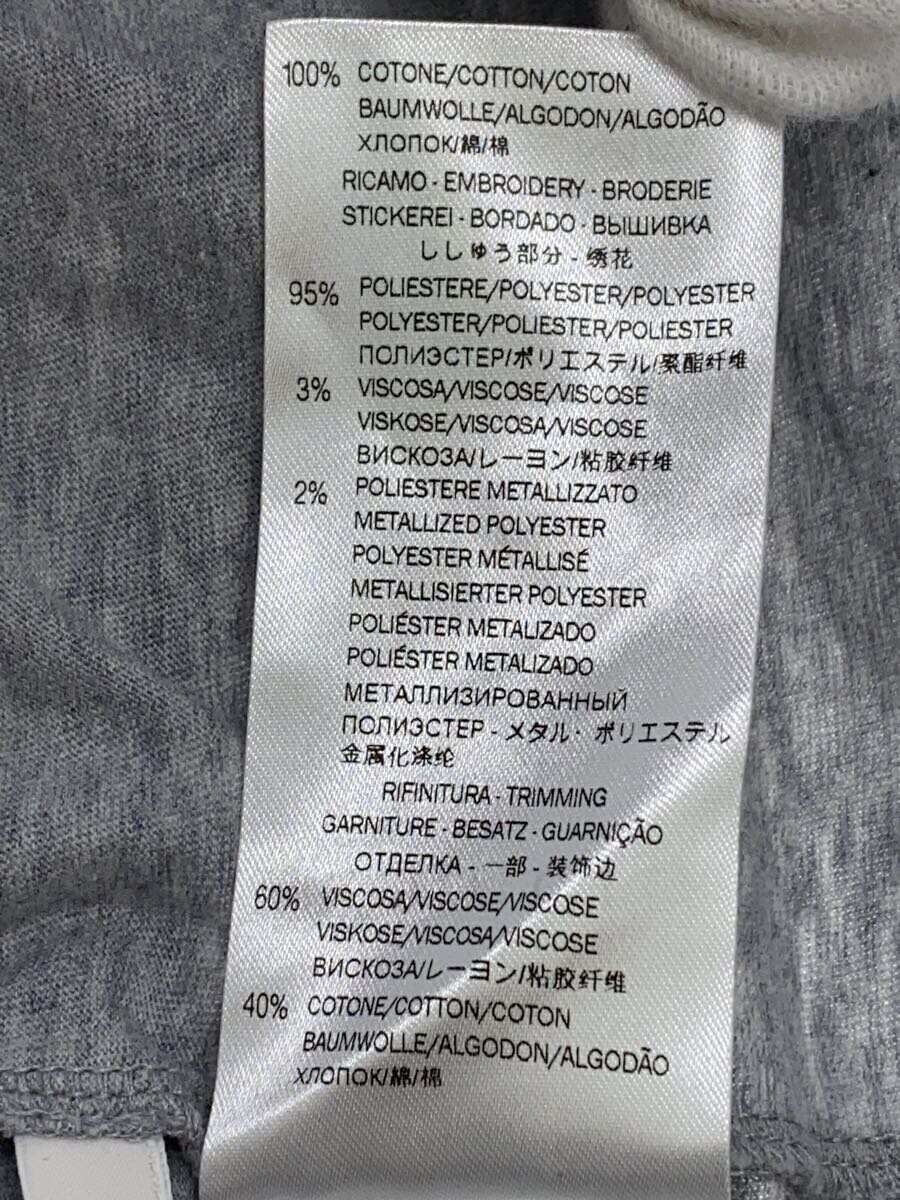 100% COTONE/COTTON/COTON
BAUMWOLLE/ALGODON/ALGODÃO
ХЛОПОК/綿/棉
RICAMO - EMBROIDERY - BRODERIE
STICKEREI - BORDADO - ВЫШИВКА
ししゅう部分 - 绣花
95% POLIESTERE/POLYESTER/POLYESTER
POLYESTER/POLIESTER/POLIESTER
ПОЛИЭСТЕР/ポリエステル/聚酯纤维
3% VISCOSA/VISCOSE/VISCOSE
VISKOSE/VISCOSA/VISCOSE
ВИСКОЗА/レーヨン/粘胶纤维
2% POLIESTERE METALLIZZATO
METALLIZED POLYESTER
POLYESTER MÉTALLISÉ
METALLISIERTER POLYESTER
POLIÉSTER METALIZADO
POLIÉSTER METALIZADO
МЕТАЛЛИЗИРОВАННЫЙ
ПОЛИЭСТЕР - メタル・ポリエステル
金属化涤纶
RIFINITURA - TRIMMING
GARNITURE - BESATZ - GUARNIÇÃO
ОТДЕЛКА - 一部 - 装饰边
60% VISCOSA/VISCOSE/VISCOSE
VISKOSE/VISCOSA/VISCOSE
ВИСКОЗА/レーヨン/粘胶纤维
40% COTONE/COTTON/COTON
BAUMWOLLE/ALGODON/ALGODÃO
ХЛОПОК/綿/棉